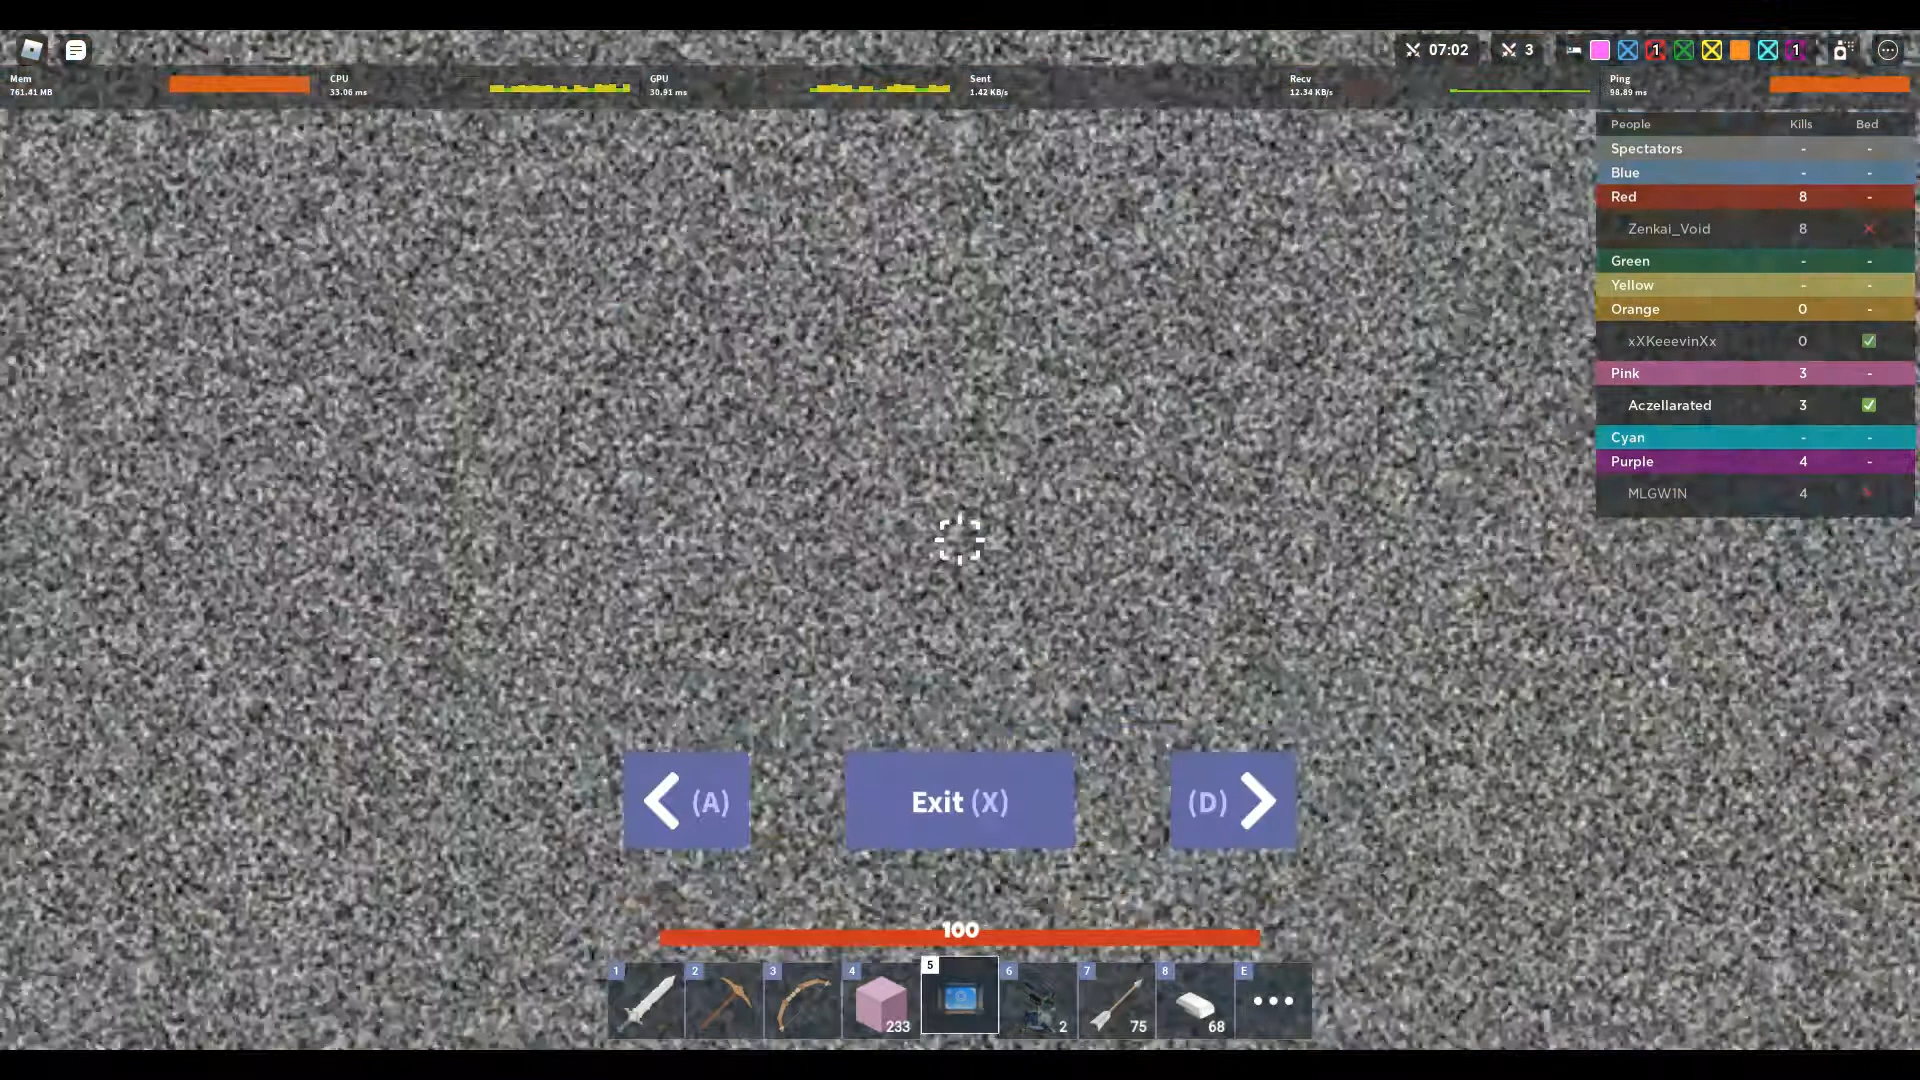 07:02
3
1
1
Mem
761.41 MB
CPU
33.06 ms
GPU
30.91 ms
Sent
1.42 KB/s
Recv
12.34 KB/s
Ping
98.89 ms
People Kills Bed
Spectators - -
Blue - -
Red 8 -
Zenkai_Void 8
Green - -
Yellow - -
Orange 0 -
xXKeeevinXx 0
Pink 3 -
Aczellarated 3
Cyan - -
Purple 4 -
MLGW1N 4
(A)
Exit (X)
(D)
100
1 2 3 4 5 6 7 8 E
233 2 75 68